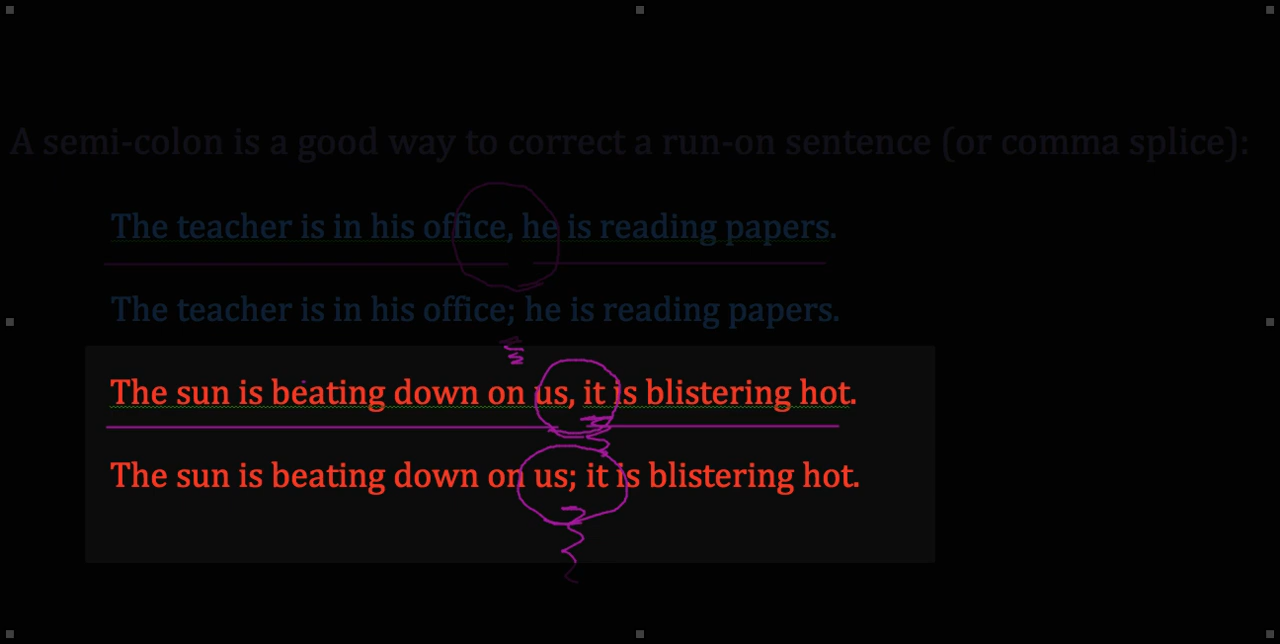 A semi-colon is a good way to correct a run-on sentence (or comma splice):
The teacher is in his office, he is reading papers.
The teacher is in his office; he is reading papers.
The sun is beating down on us, it is blistering hot.
The sun is beating down on us; it is blistering hot.